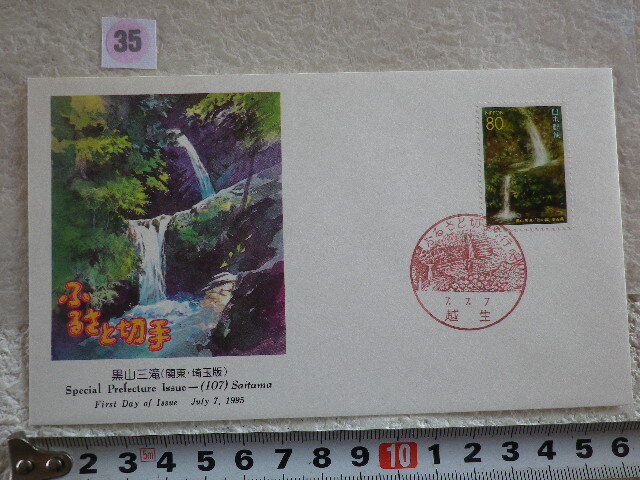 35
ふるさと切手
黒山三滝(関東・埼玉版)
Special Prefecture Issue—(107) Saitama
First Day of Issue July 7, 1995
80
日本郵便
7. 7. 7
越生
2 3 5m 4 5 6 7 8 9 10 1 2 3 4 5 6